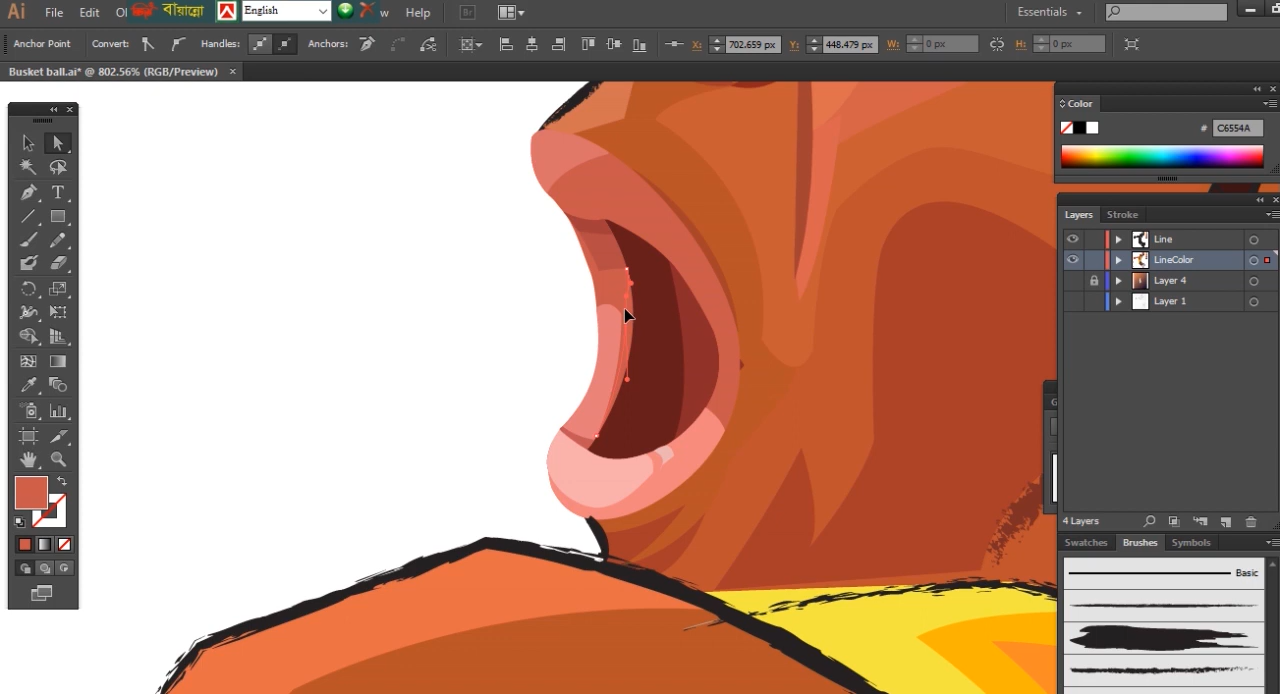 Ai File Edit Ol বায়ান্নো English w Help Br Essentials
Anchor Point Convert: Handles: Anchors: X: 702.659 px Y: 448.479 px W: 0 px H: 0 px
Busket ball.ai* @ 802.56% (RGB/Preview) ×
Color
# C6554A
Layers Stroke
Line
LineColor
Layer 4
Layer 1
T
G
4 Layers
Swatches Brushes Symbols
Basic